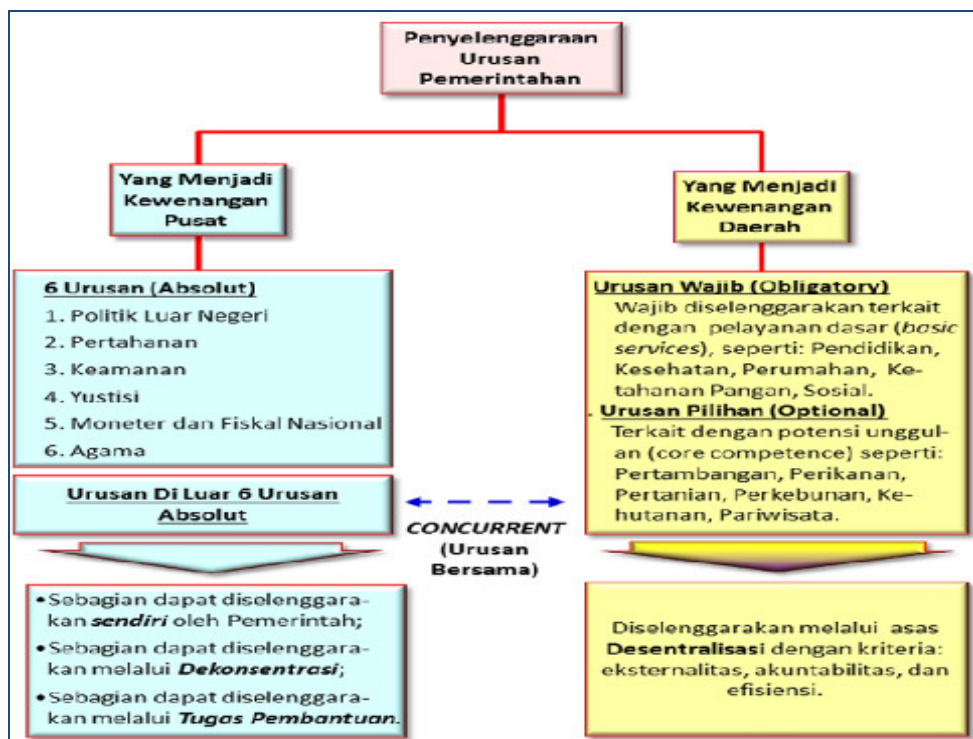 Penyelenggaraan
Urusan
Pemerintahan
Yang Menjadi
Kewenangan
Pusat
Yang Menjadi
Kewenangan
Daerah
6 Urusan (Absolut)
1. Politik Luar Negeri
2. Pertahanan
3. Keamanan
4. Yustisi
5. Moneter dan Fiskal Nasional
6. Agama
Urusan Di Luar 6 Urusan
Absolut
CONCURRENT
(Urusan
Bersama)
Urusan Wajib (Obligatory)
Wajib diselenggarakan terkait
dengan pelayanan dasar (basic
services), seperti: Pendidikan,
Kesehatan, Perumahan, Ke-
tahanan Pangan, Sosial.
. Urusan Pilihan (Optional)
Terkait dengan potensi unggul-
an (core competence) seperti:
Pertambangan, Perikanan,
Pertanian, Perkebunan, Ke-
hutanan, Pariwisata.
•Sebagian dapat diselenggara-
kan sendiri oleh Pemerintah;
•Sebagian dapat diselenggara-
kan melalui Dekonsentrasi;
•Sebagian dapat diselenggara-
kan melalui Tugas Pembantuan.
Diselenggarakan melalui asas
Desentralisasi dengan kriteria:
eksternalitas, akuntabilitas, dan
efisiensi.